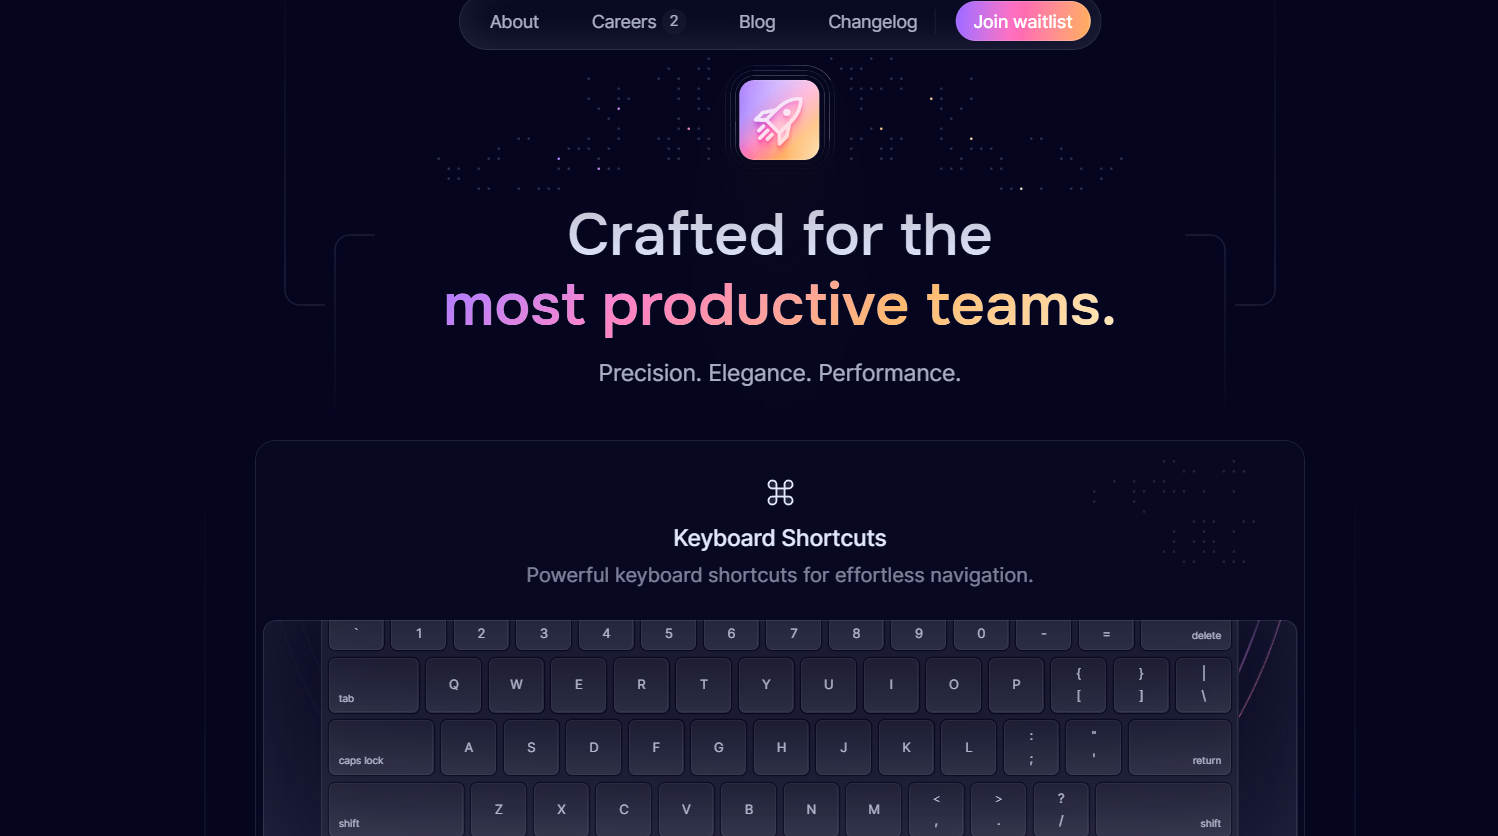 About Careers 2 Blog Changelog Join waitlist
Crafted for the
most productive teams.
Precision. Elegance. Performance.
Keyboard Shortcuts
Powerful keyboard shortcuts for effortless navigation.
` 1 2 3 4 5 6 7 8 9 0 - = delete
tab Q W E R T Y U I O P { [ } ] | \
caps lock A S D F G H J K L : ; " ' return
shift Z X C V B N M < , > . ? / shift